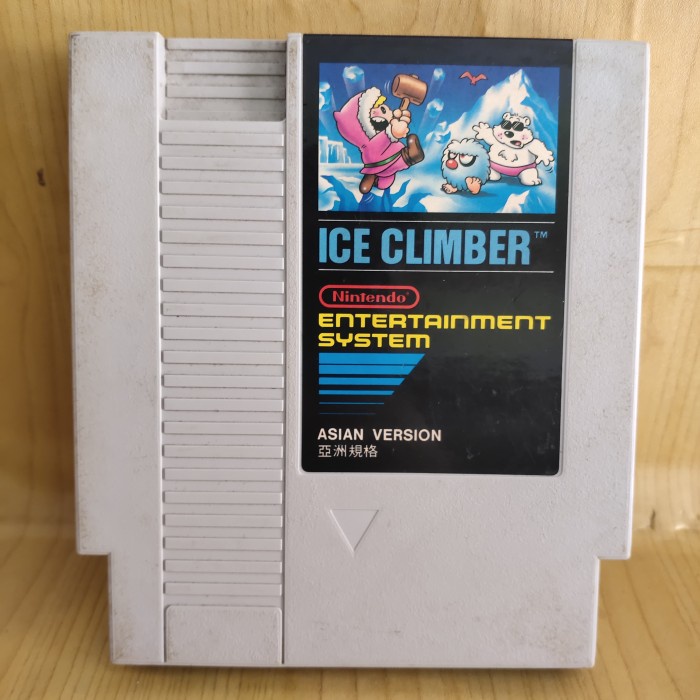 ICE CLIMBER™
Nintendo®
ENTERTAINMENT
SYSTEM
ASIAN VERSION
亞洲規格